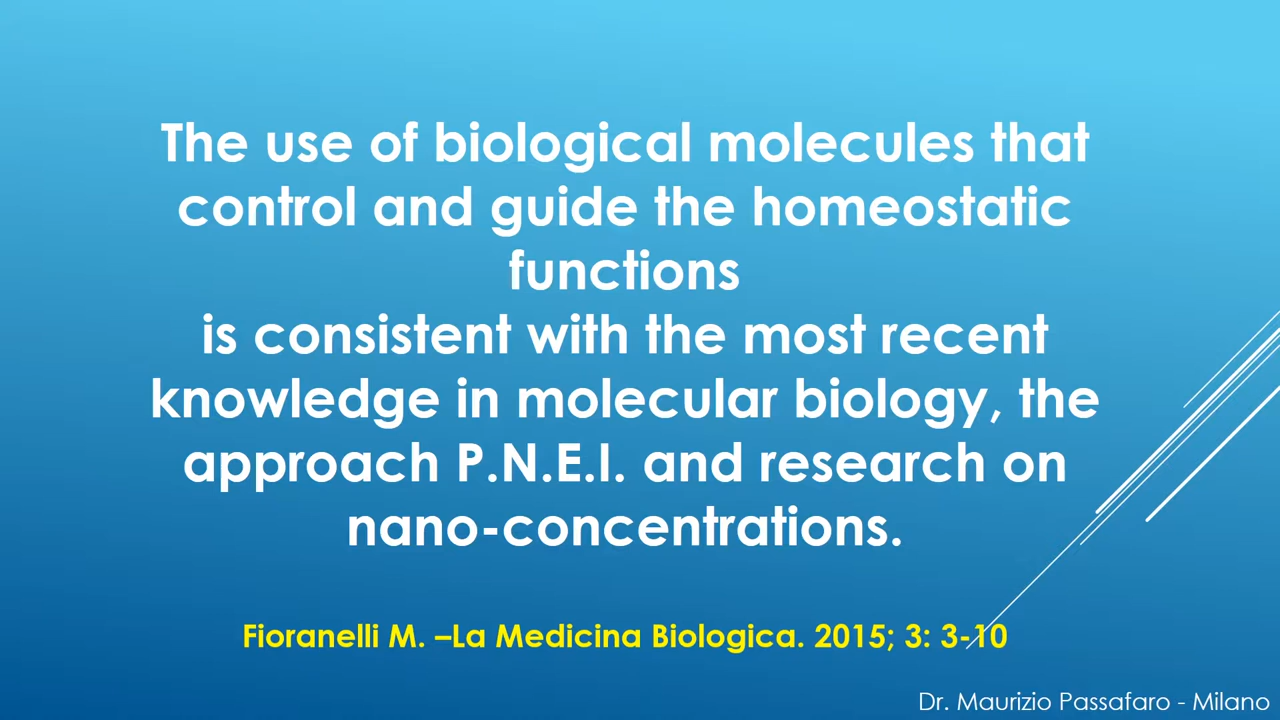 The use of biological molecules that
control and guide the homeostatic
functions
is consistent with the most recent
knowledge in molecular biology, the
approach P.N.E.I. and research on
nano-concentrations.
Fioranelli M. –La Medicina Biologica. 2015; 3: 3-10
Dr. Maurizio Passafaro - Milano